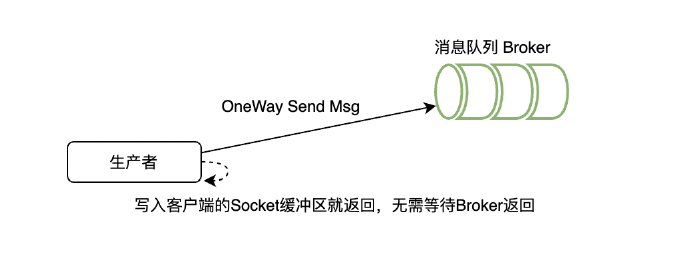 消息队列 Broker
OneWay Send Msg
生产者
写入客户端的Socket缓冲区就返回，无需等待Broker返回